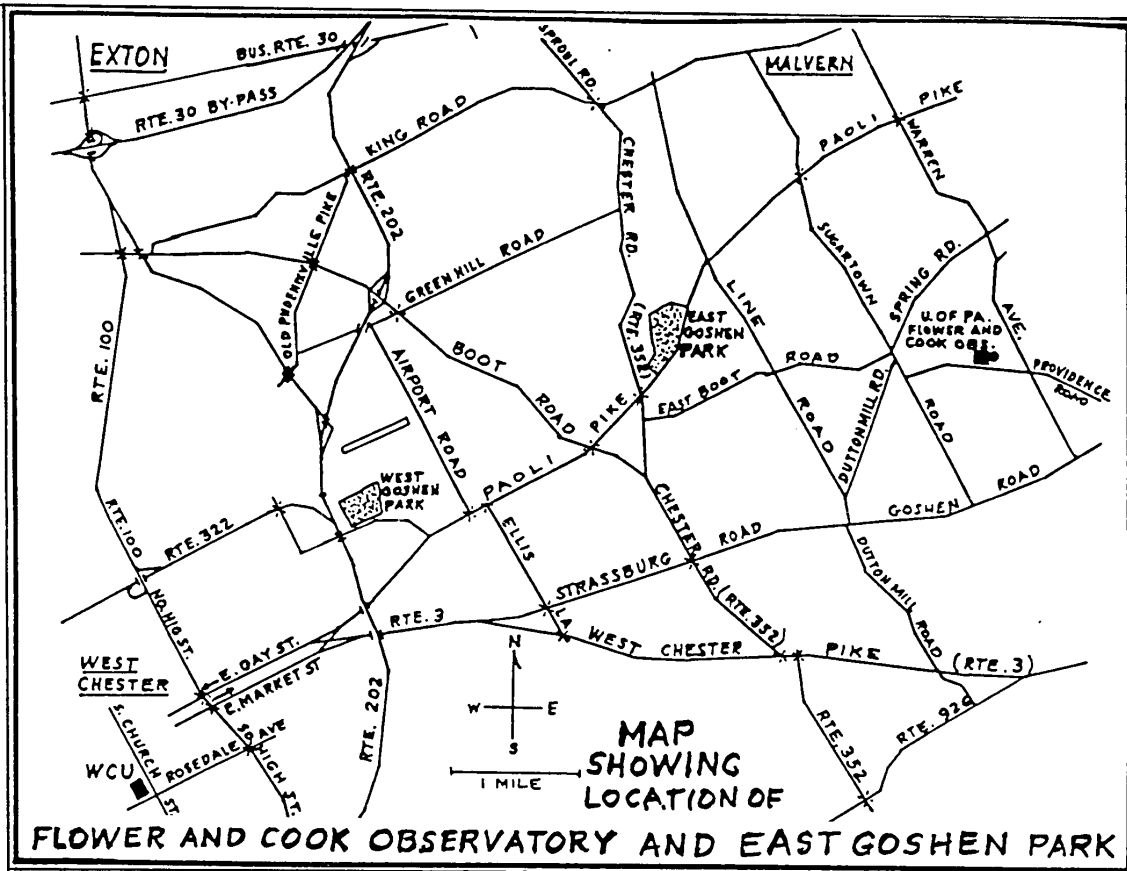 EXTON
BUS. RTE. 30
RTE. 30 BY-PASS
SPROUL RD.
MALVERN
KING ROAD
PAOLI PIKE
WARREN AVE.
RTE. 202
CHESTER RD. (RTE. 352)
OLD PHOENIXVILLE PIKE
GREEN HILL ROAD
SUGARTOWN ROAD
SPRING RD.
LINE ROAD
EAST
GOSHEN
PARK
U. OF PA.
FLOWER AND
COOK OBS.
RTE. 100
AIRPORT ROAD
BOOT ROAD
EAST BOOT ROAD
PROVIDENCE
ROAD
DUTTON MILL RD.
PAOLI PIKE
WEST
GOSHEN
PARK
RTE. 100
RTE. 322
ELLIS LA.
CHESTER RD. (RTE. 352)
STRASSBURG ROAD
GOSHEN ROAD
DUTTON MILL ROAD
NO. HIG ST.
RTE. 3
WEST CHESTER PIKE (RTE. 3)
E. GAY ST.
E. MARKET ST
WEST
CHESTER
S. CHURCH ST.
ROSEDALE AVE
SO. HIGH ST.
WCU
RTE. 202
N
W E
S
1 MILE
RTE. 352
RTE. 926
MAP
SHOWING
LOCATION OF
FLOWER AND COOK OBSERVATORY AND EAST GOSHEN PARK